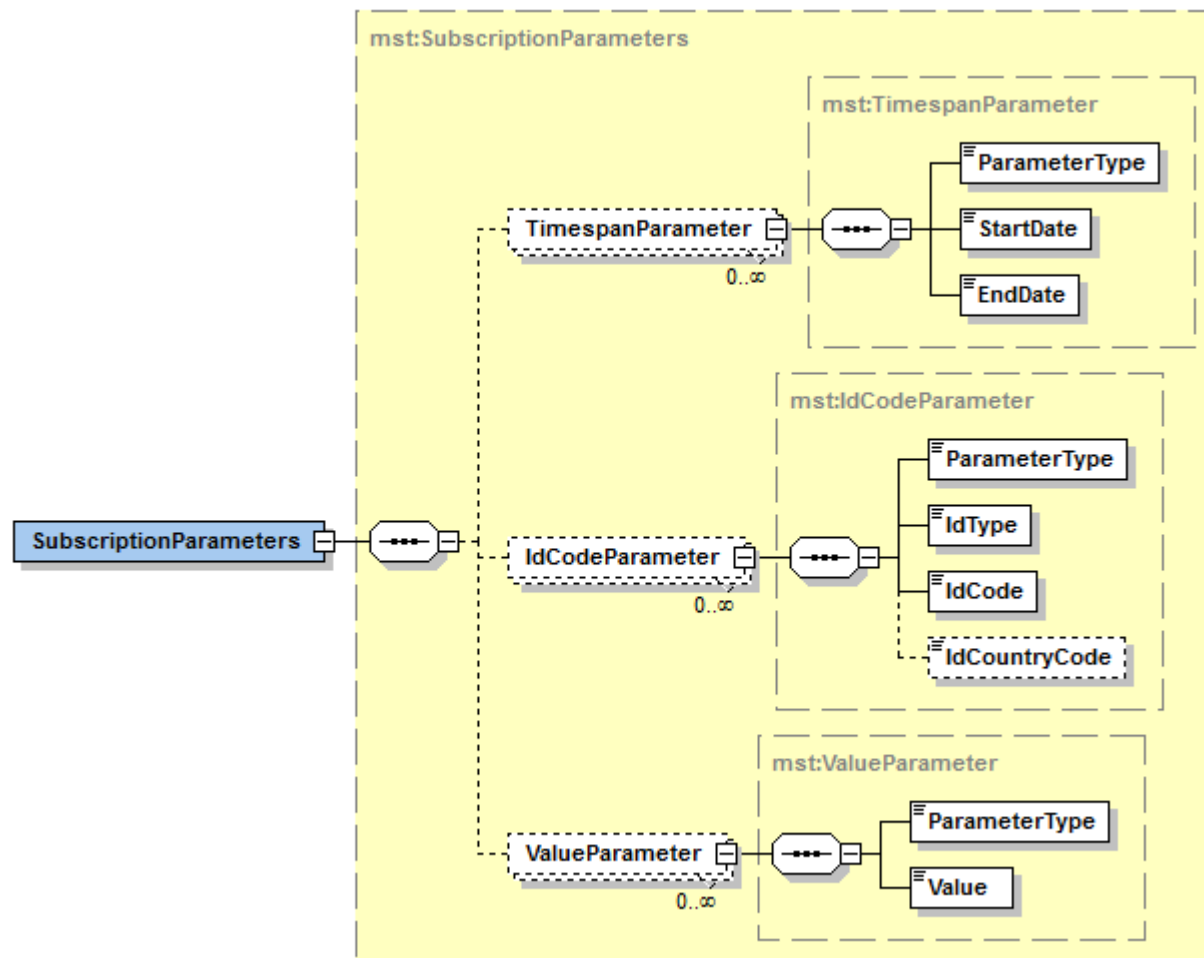 mst:SubscriptionParameters
mst:TimespanParameter
ParameterType
TimespanParameter
StartDate
0..∞
EndDate
mst:IdCodeParameter
ParameterType
IdType
SubscriptionParameters
IdCodeParameter
0..∞
IdCode
IdCountryCode
mst:ValueParameter
ParameterType
ValueParameter
0..∞
Value